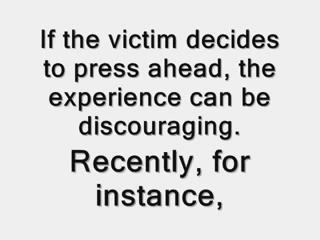 If the victim decides
to press ahead, the
experience can be
discouraging.
Recently, for
instance,